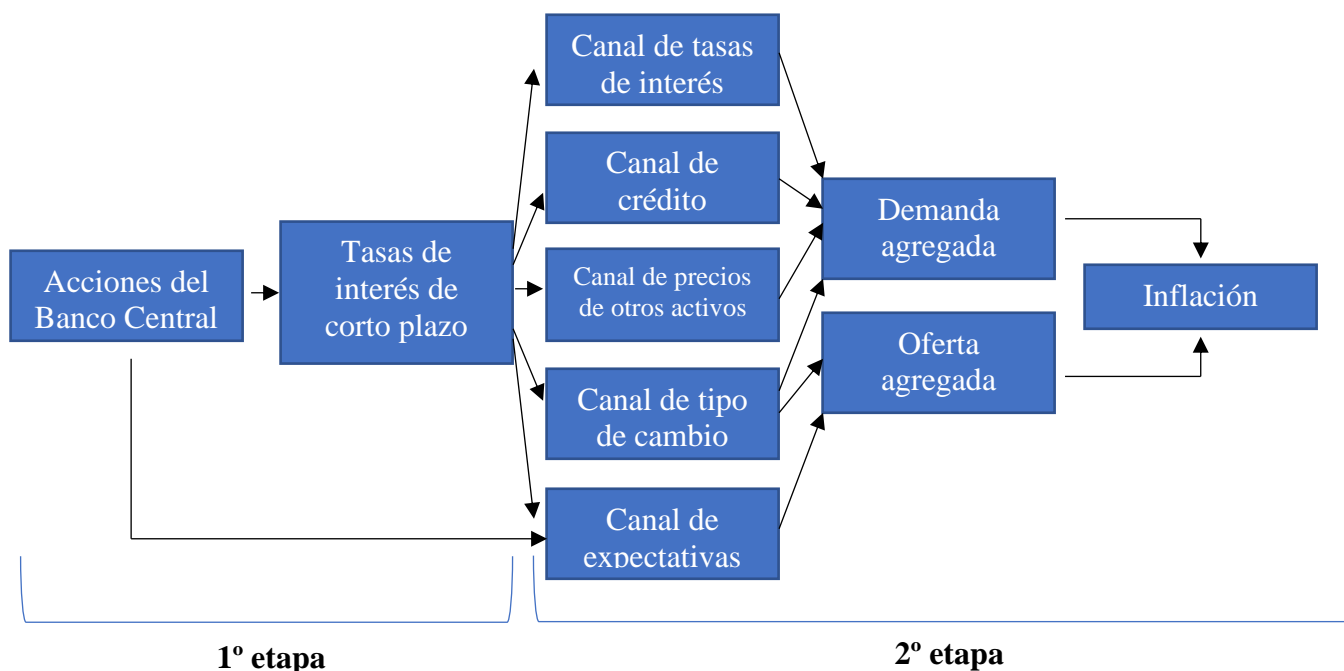 Acciones del
Banco Central
Tasas de
interés de
corto plazo
Canal de tasas
de interés
Canal de
crédito
Canal de precios
de otros activos
Canal de tipo
de cambio
Canal de
expectativas
Demanda
agregada
Oferta
agregada
Inflación
1º etapa
2º etapa